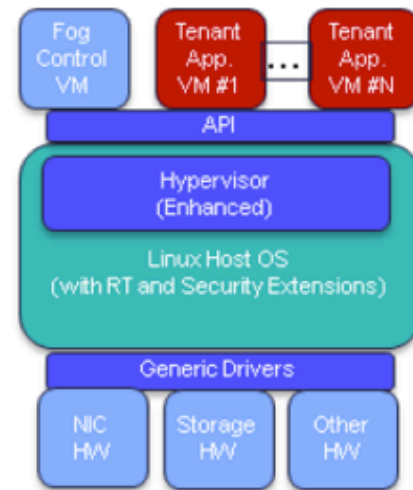 Fog
Control
VM
Tenant
App.
VM #1
...
Tenant
App.
VM #N
API
Hypervisor
(Enhanced)
Linux Host OS
(with RT and Security Extensions)
Generic Drivers
NIC
HW
Storage
HW
Other
HW